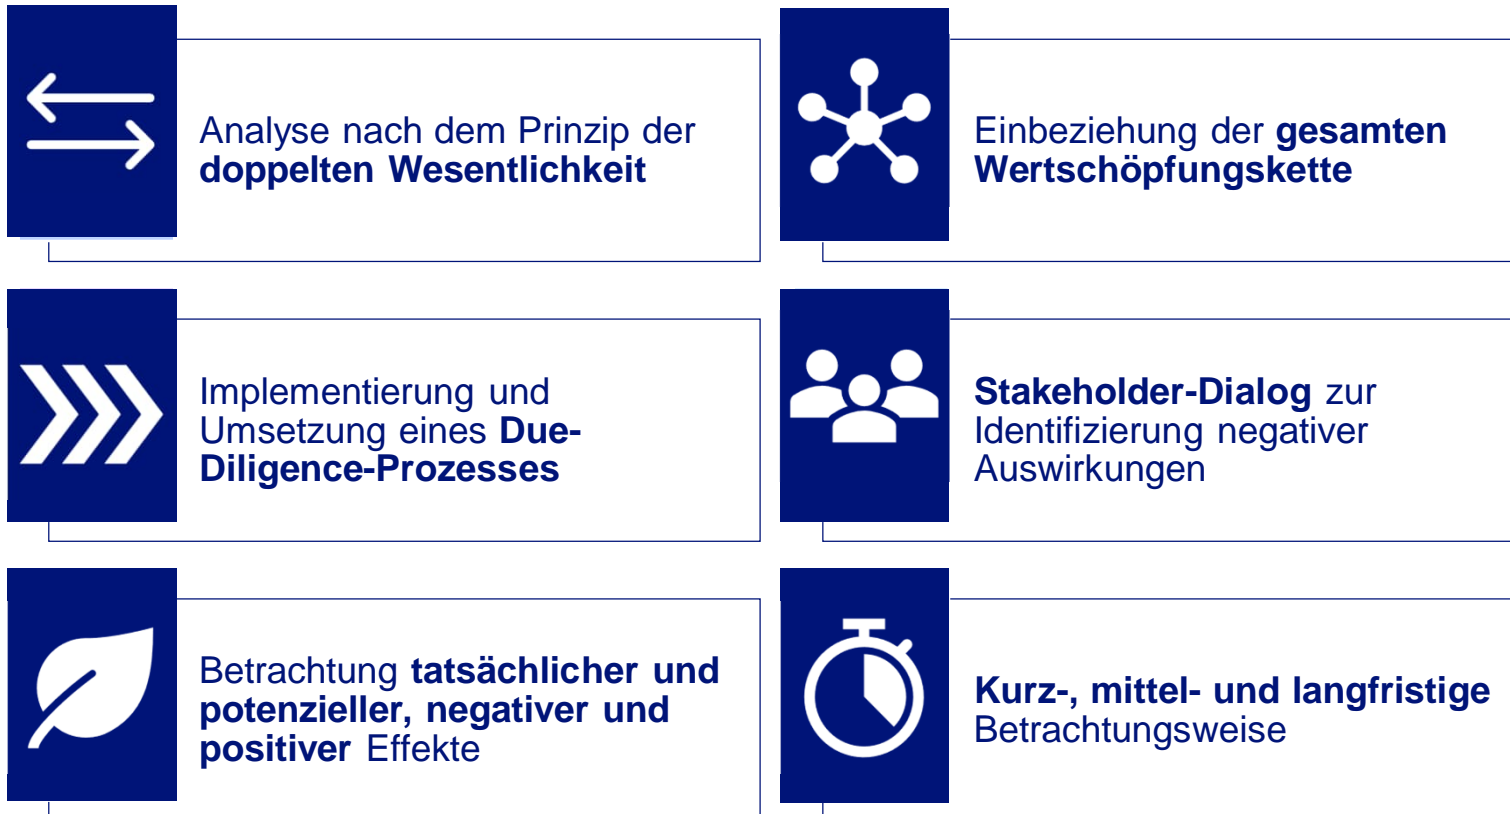 Analyse nach dem Prinzip der
doppelten Wesentlichkeit
Einbeziehung der gesamten
Wertschöpfungskette
Implementierung und
Umsetzung eines Due-
Diligence-Prozesses
Stakeholder-Dialog zur
Identifizierung negativer
Auswirkungen
Betrachtung tatsächlicher und
potenzieller, negativer und
positiver Effekte
Kurz-, mittel- und langfristige
Betrachtungsweise